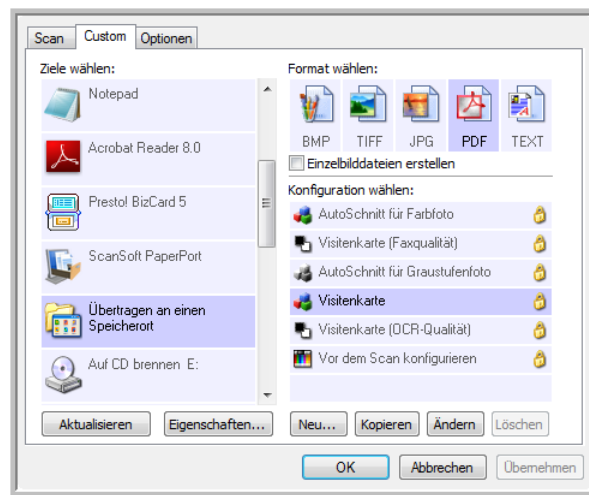 Scan Custom Optionen
Ziele wählen:
Notepad
Acrobat Reader 8.0
Presto! BizCard 5
ScanSoft PaperPort
Übertragen an einen
Speicherort
Auf CD brennen E:
Aktualisieren Eigenschaften...
Format wählen:
BMP TIFF JPG PDF TEXT
Einzelbilddateien erstellen
Konfiguration wählen:
AutoSchnitt für Farbfoto
Visitenkarte (Faxqualität)
AutoSchnitt für Graustufenfoto
Visitenkarte
Visitenkarte (OCR-Qualität)
Vor dem Scan konfigurieren
Neu... Kopieren Ändern Löschen
OK Abbrechen Übernehmen